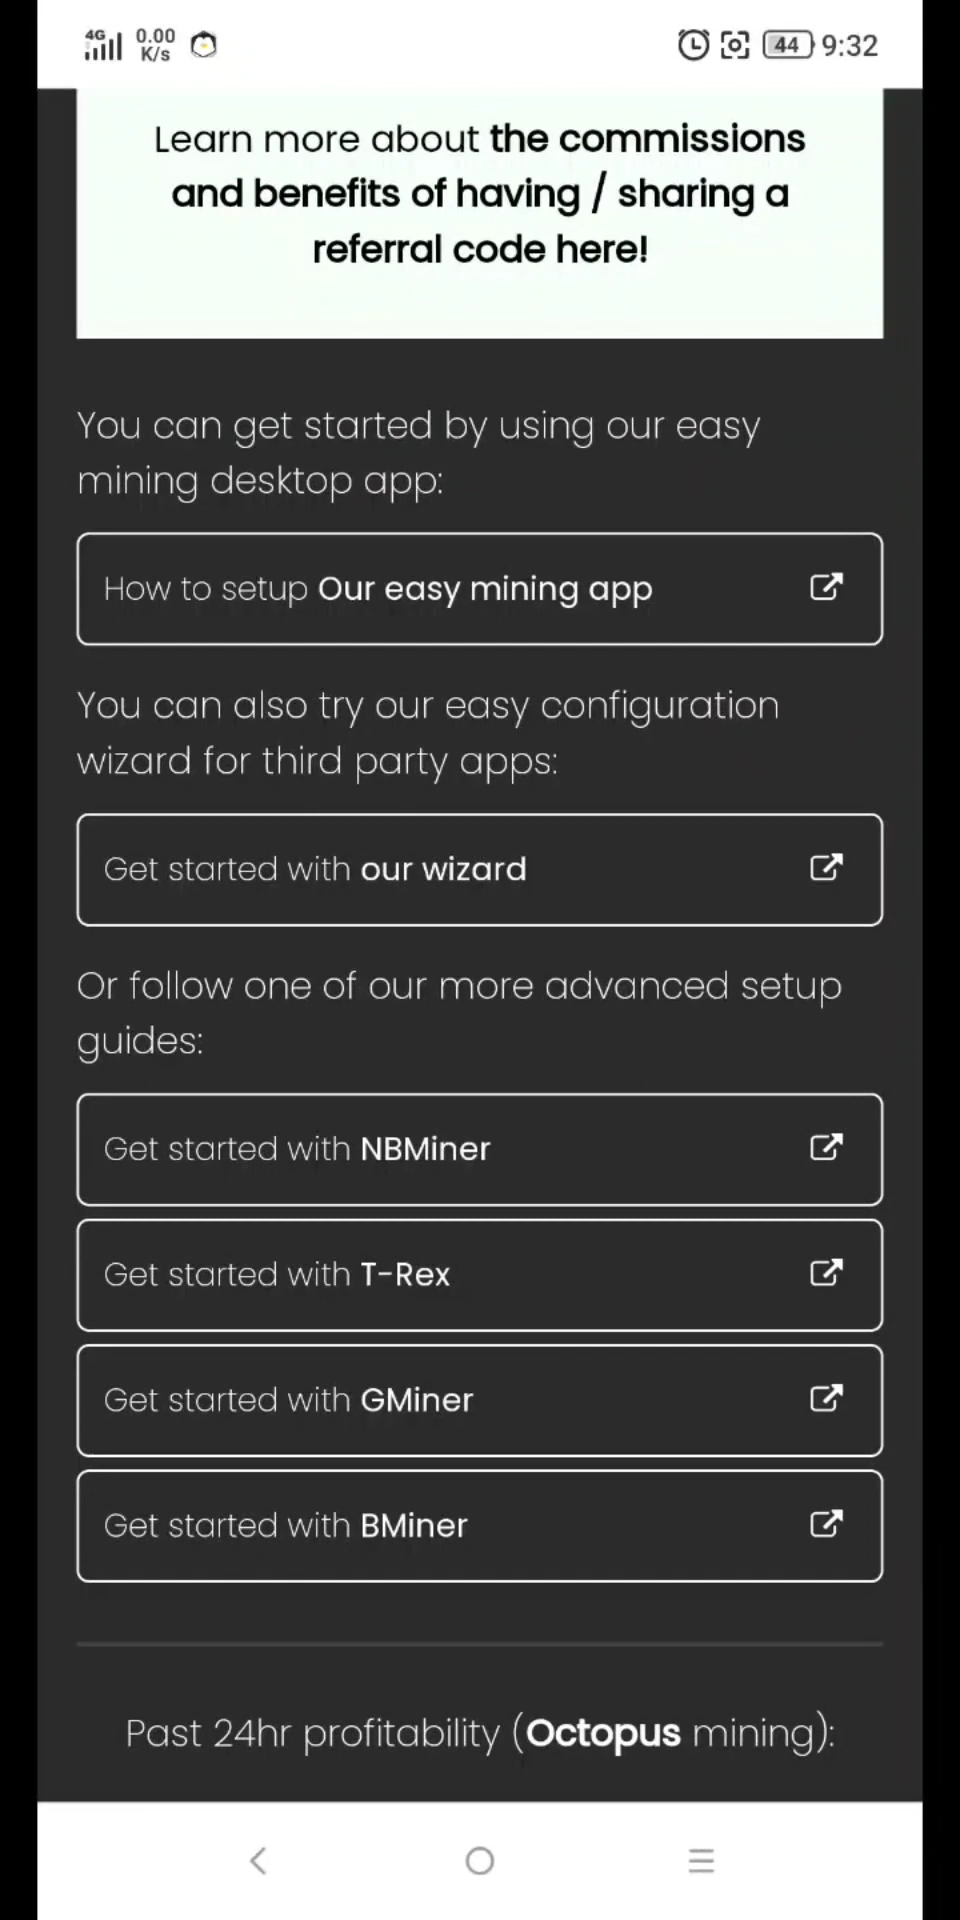 4G 0.00 K/s 44 9:32
Learn more about the commissions
and benefits of having / sharing a
referral code here!
You can get started by using our easy
mining desktop app:
How to setup Our easy mining app
You can also try our easy configuration
wizard for third party apps:
Get started with our wizard
Or follow one of our more advanced setup
guides:
Get started with NBMiner
Get started with T-Rex
Get started with GMiner
Get started with BMiner
Past 24hr profitability (Octopus mining):